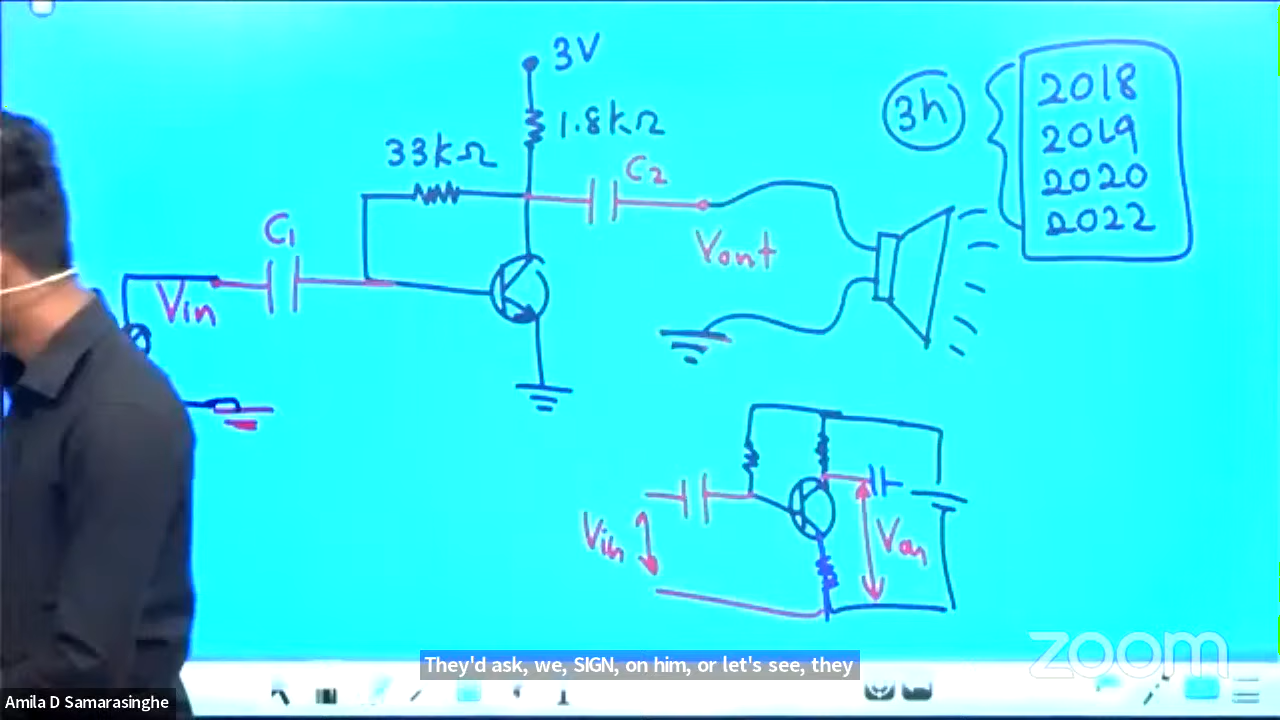 3V
1.8kΩ
33kΩ
C2
C1
Vin
Vout
3h
2018
2019
2020
2022
Vin
They'd ask, we, SIGN, on him, or let's see, they
Amila D Samarasinghe
zoom